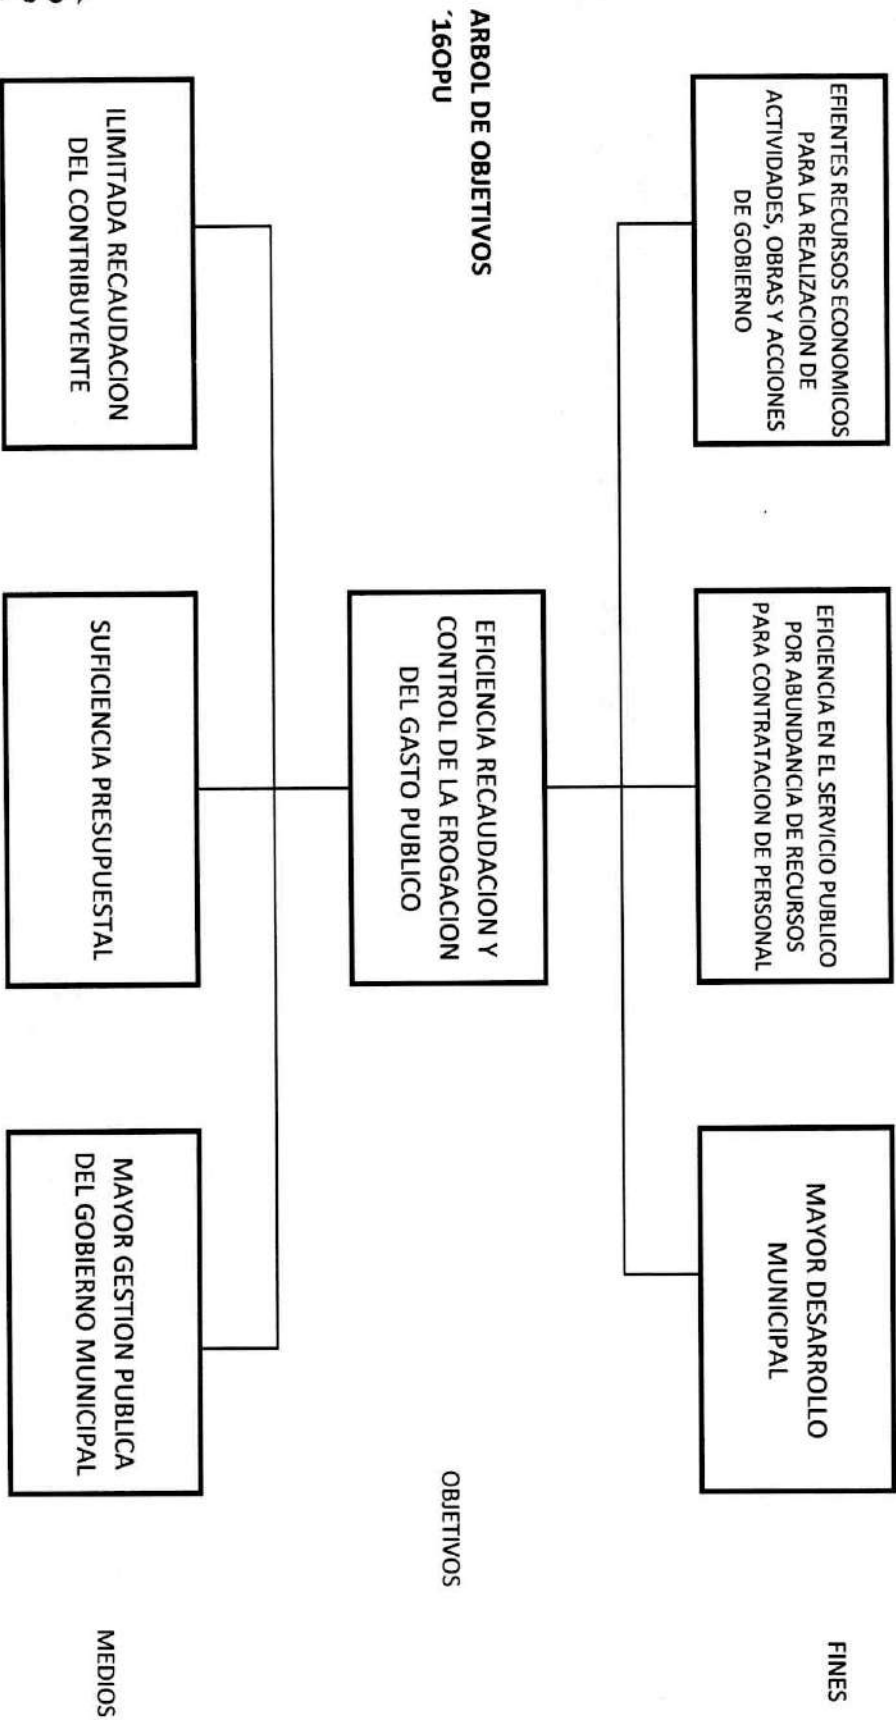 EFIENTES RECURSOS ECONOMICOS
PARA LA REALIZACION DE
ACTIVIDADES, OBRAS Y ACCIONES
DE GOBIERNO
EFICIENCIA EN EL SERVICIO PUBLICO
POR ABUNDANCIA DE RECURSOS
PARA CONTRATACION DE PERSONAL
MAYOR DESARROLLO
MUNICIPAL
FINES
ARBOL DE OBJETIVOS
´16OPU
EFICIENCIA RECAUDACION Y
CONTROL DE LA EROGACION
DEL GASTO PUBLICO
OBJETIVOS
ILIMITADA RECAUDACION
DEL CONTRIBUYENTE
SUFICIENCIA PRESUPUESTAL
MAYOR GESTION PUBLICA
DEL GOBIERNO MUNICIPAL
MEDIOS